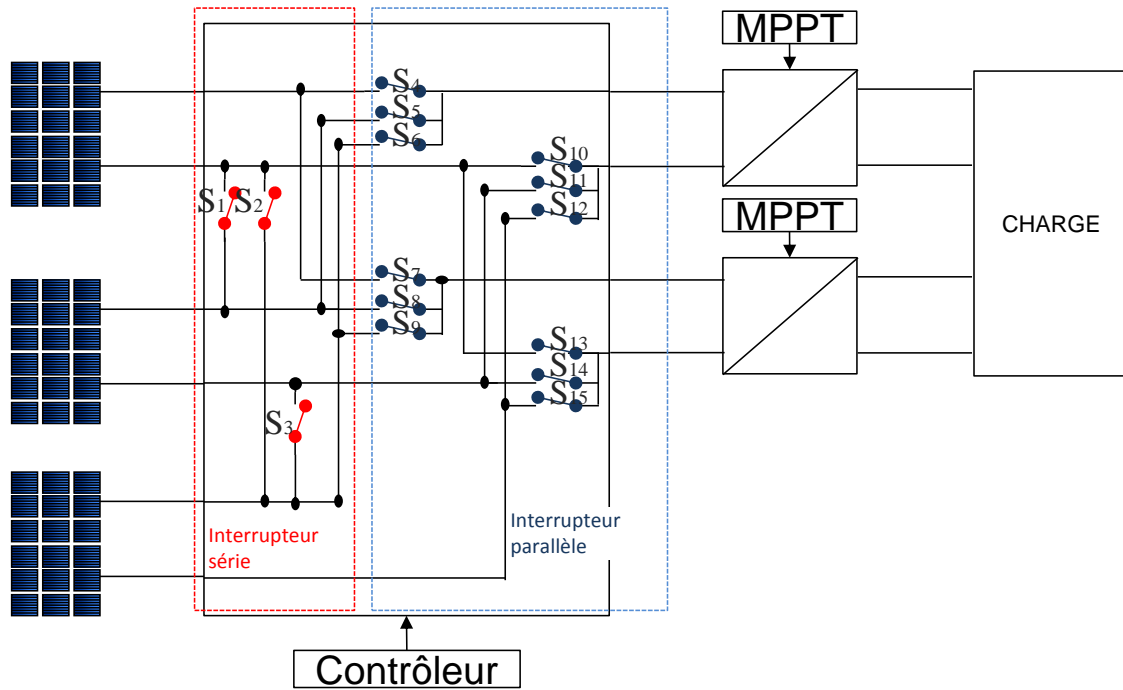 MPPT
S4
S5
S6
S10
S11
S12
S1
S2
MPPT
CHARGE
S7
S8
S9
S13
S14
S15
S3
Interrupteur
série
Interrupteur
parallèle
Contrôleur